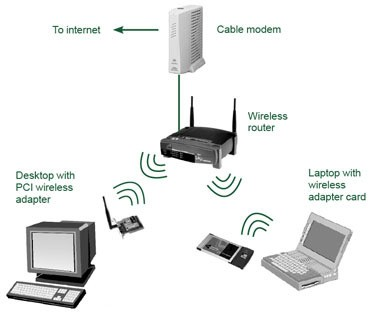 To internet
Cable modem
Wireless
router
Desktop with
PCI wireless
adapter
Laptop with
wireless
adapter card